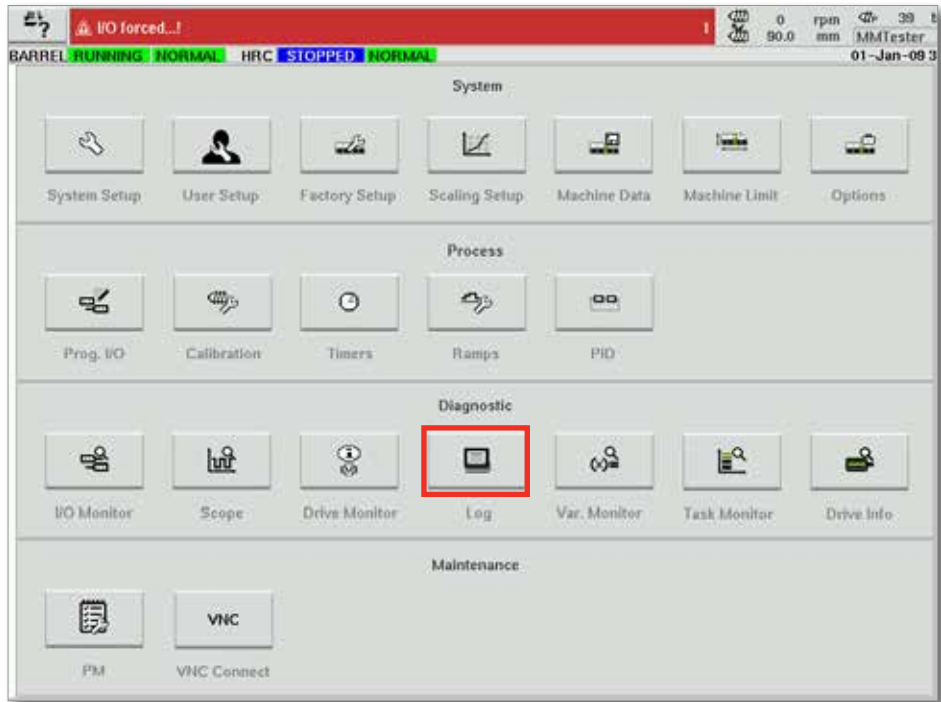 ? I/O forced...! 1 0 rpm 39
90.0 mm MMTester
BARREL RUNNING NORMAL HRC STOPPED NORMAL 01-Jan-09 3
System
System Setup User Setup Factory Setup Scaling Setup Machine Data Machine Limit Options
Process
Prog. I/O Calibration Timers Ramps PID
Diagnostic
I/O Monitor Scope Drive Monitor Log Var. Monitor Task Monitor Drive Info
Maintenance
VNC
PM VNC Connect